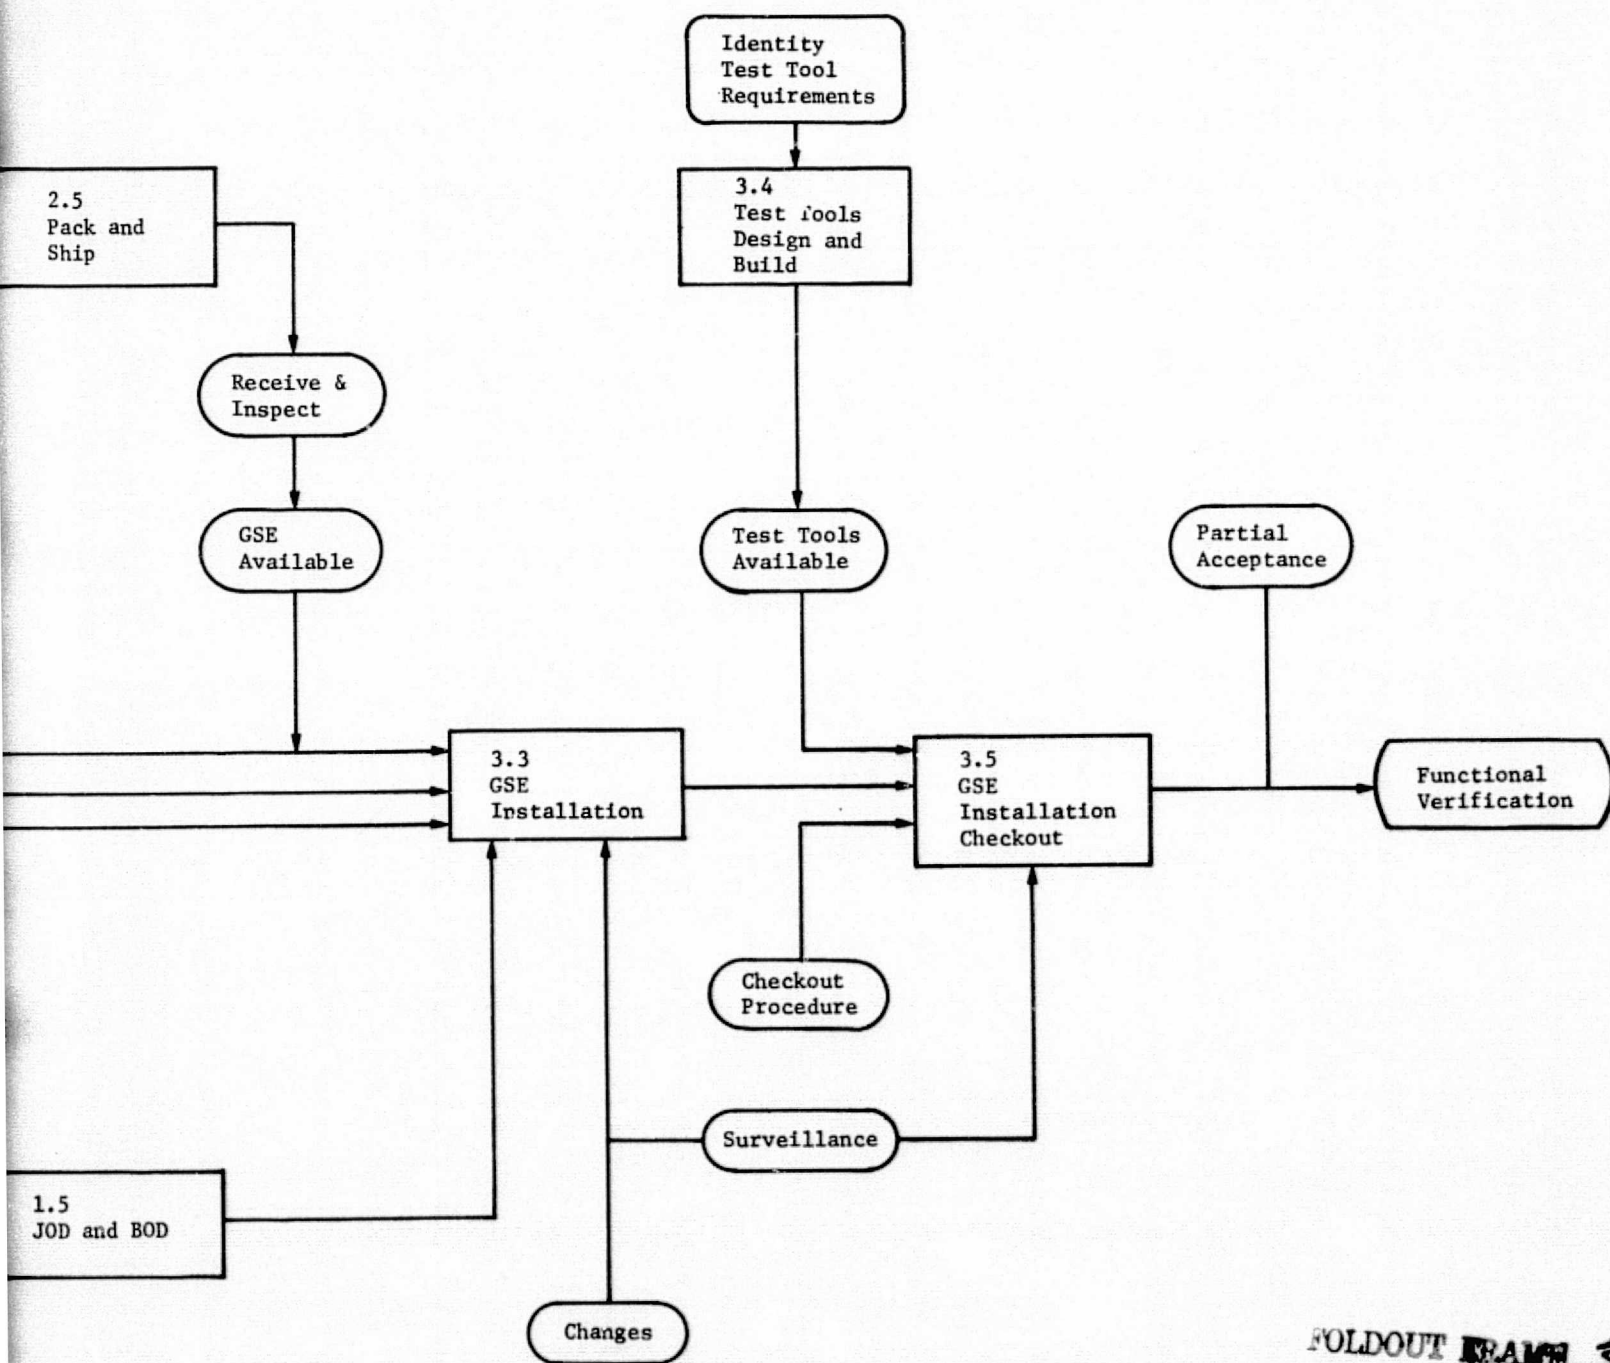 Identity
Test Tool
Requirements
2.5
Pack and
Ship
3.4
Test Tools
Design and
Build
Receive &
Inspect
GSE
Available
Test Tools
Available
Partial
Acceptance
3.3
GSE
Installation
3.5
GSE
Installation
Checkout
Functional
Verification
Checkout
Procedure
Surveillance
1.5
JOD and BOD
Changes
FOLDOUT FRAME